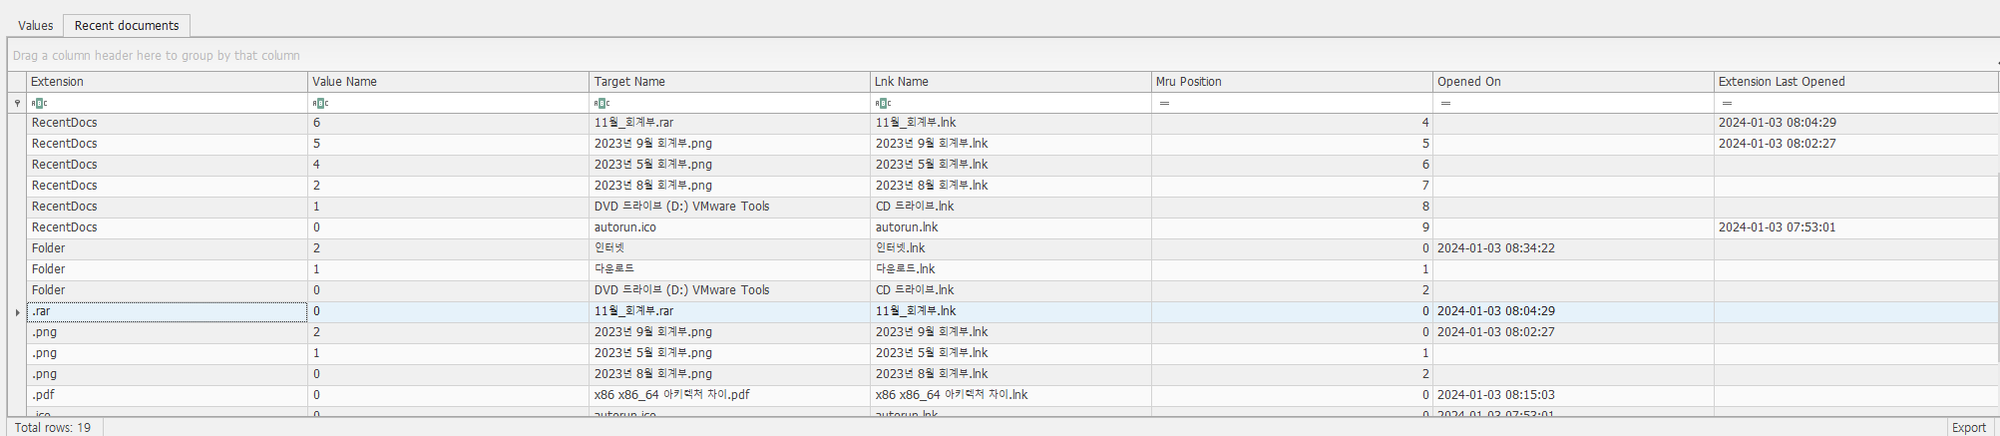 Values Recent documents
Drag a column header here to group by that column
Extension Value Name Target Name Lnk Name Mru Position Opened On Extension Last Opened
ABC ABC ABC ABC = = =
RecentDocs 6 11월_회계부.rar 11월_회계부.lnk 4 2024-01-03 08:04:29
RecentDocs 5 2023년 9월 회계부.png 2023년 9월 회계부.lnk 5 2024-01-03 08:02:27
RecentDocs 4 2023년 5월 회계부.png 2023년 5월 회계부.lnk 6
RecentDocs 2 2023년 8월 회계부.png 2023년 8월 회계부.lnk 7
RecentDocs 1 DVD 드라이브 (D:) VMware Tools CD 드라이브.lnk 8
RecentDocs 0 autorun.ico autorun.lnk 9 2024-01-03 07:53:01
Folder 2 인터넷 인터넷.lnk 0 2024-01-03 08:34:22
Folder 1 다운로드 다운로드.lnk 1
Folder 0 DVD 드라이브 (D:) VMware Tools CD 드라이브.lnk 2
.rar 0 11월_회계부.rar 11월_회계부.lnk 0 2024-01-03 08:04:29
.png 2 2023년 9월 회계부.png 2023년 9월 회계부.lnk 0 2024-01-03 08:02:27
.png 1 2023년 5월 회계부.png 2023년 5월 회계부.lnk 1
.png 0 2023년 8월 회계부.png 2023년 8월 회계부.lnk 2
.pdf 0 x86 x86_64 아키텍처 차이.pdf x86 x86_64 아키텍처 차이.lnk 0 2024-01-03 08:15:03
.ico 0 autorun.ico autorun.lnk 0 2024-01-03 07:53:01
Total rows: 19 Export